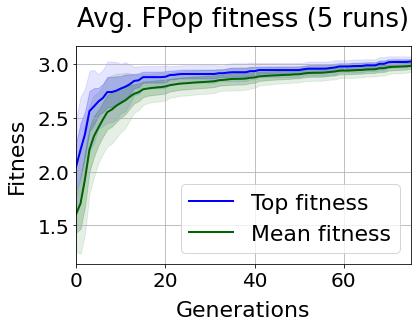 Avg. FPop fitness (5 runs)
Fitness
3.0
2.5
2.0
1.5
Top fitness
Mean fitness
0 20 40 60
Generations